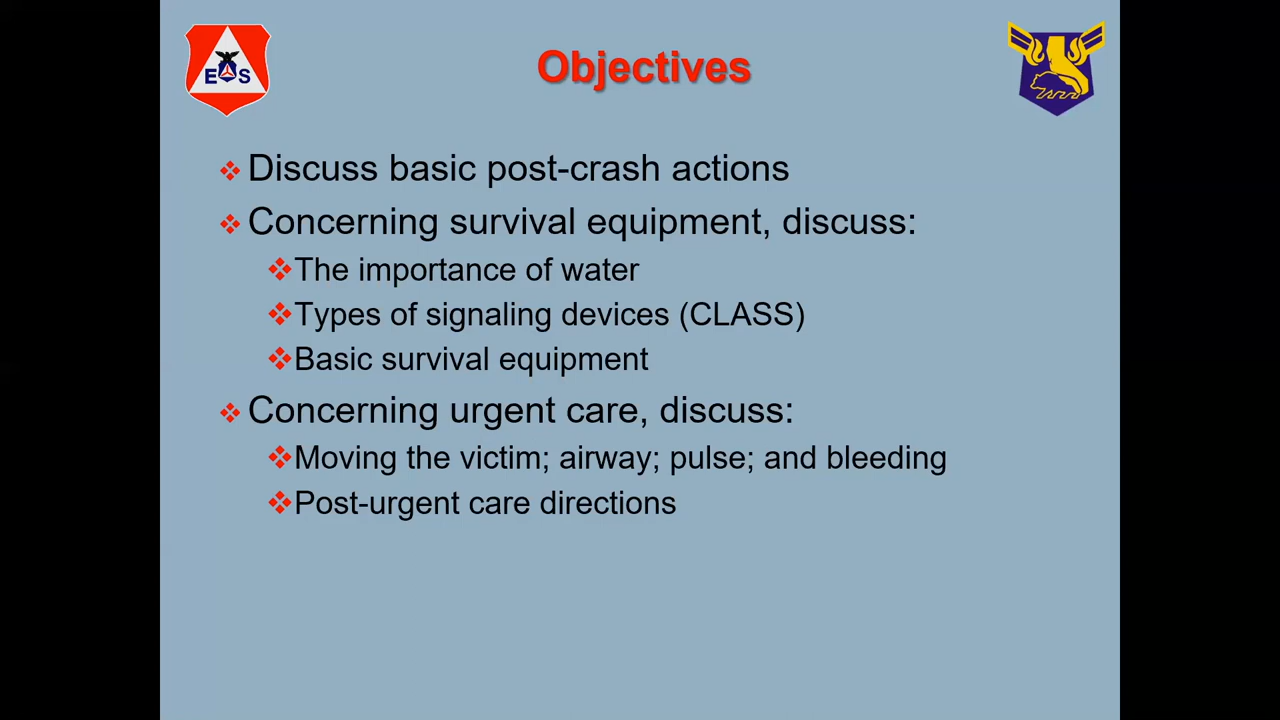 E S
Objectives
Discuss basic post-crash actions
Concerning survival equipment, discuss:
The importance of water
Types of signaling devices (CLASS)
Basic survival equipment
Concerning urgent care, discuss:
Moving the victim; airway; pulse; and bleeding
Post-urgent care directions